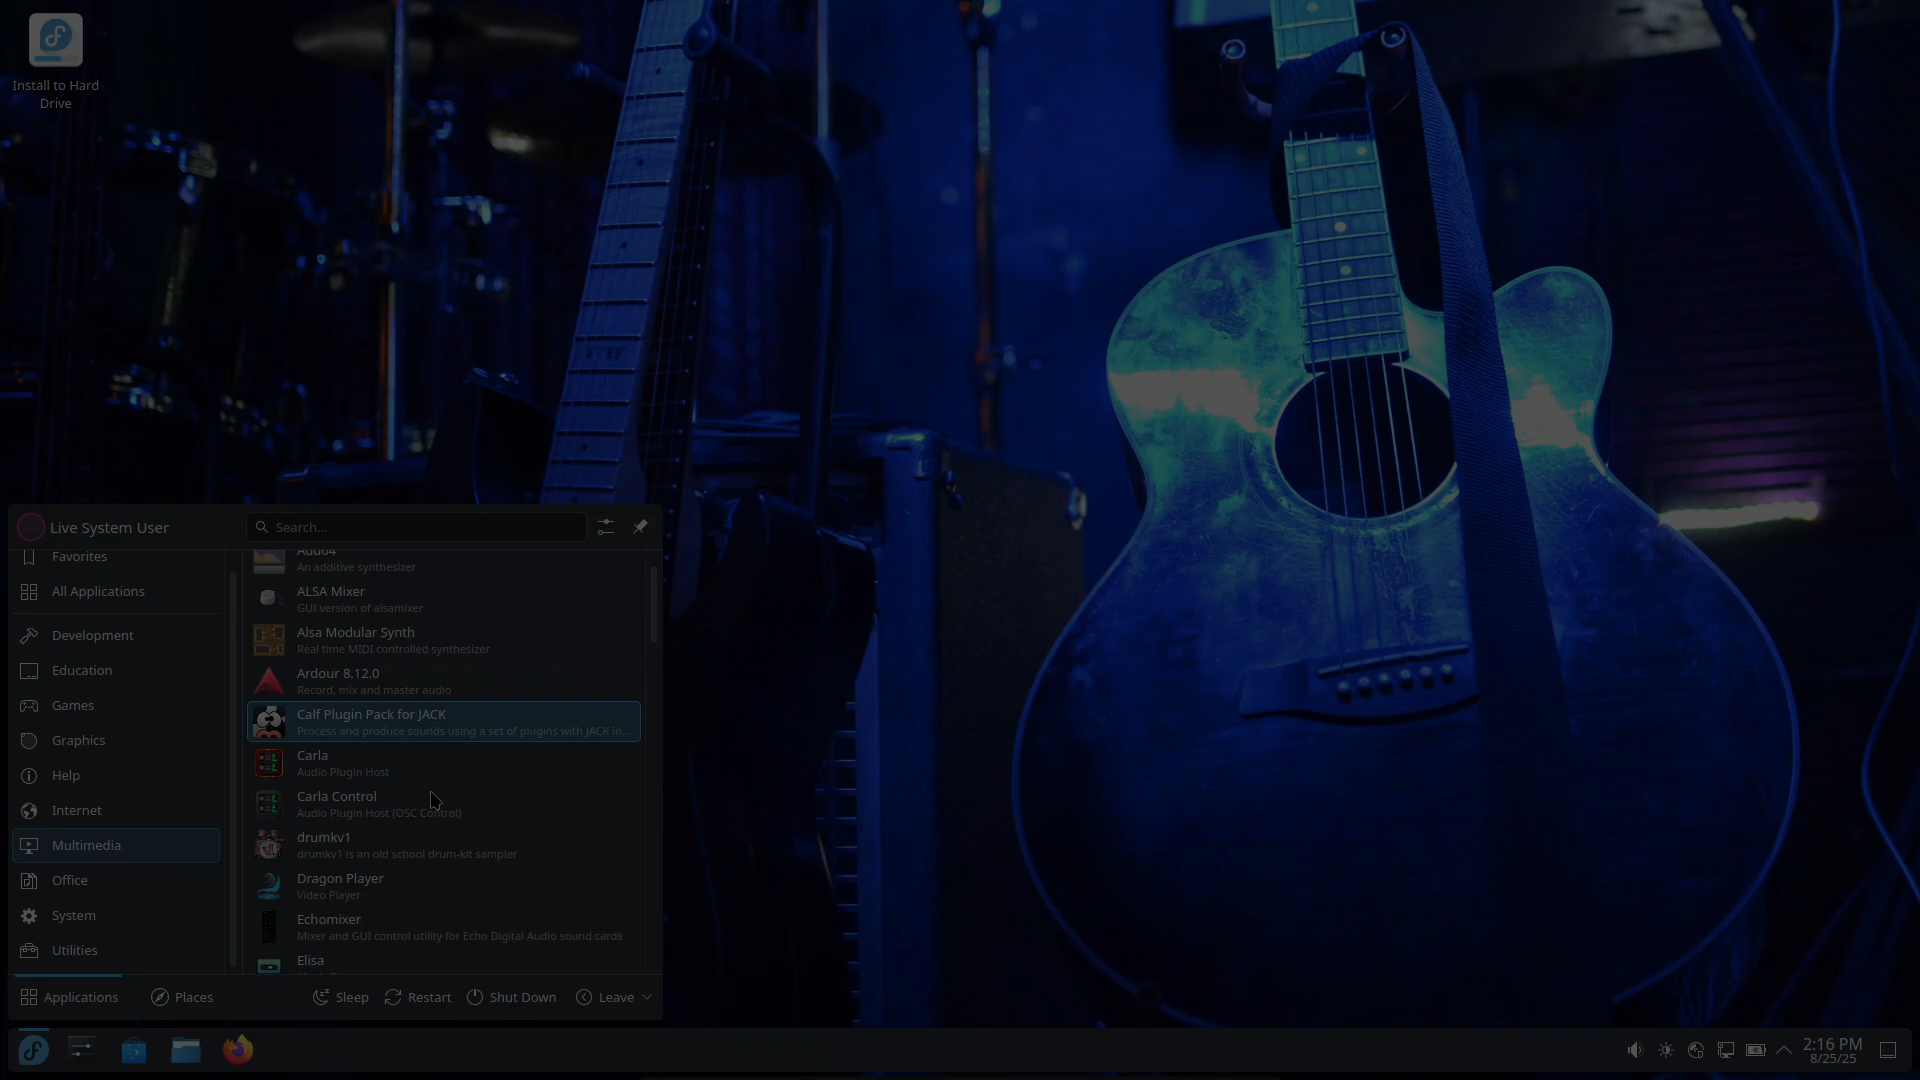 Install to Hard
Drive
Live System User
Search...
Favorites
All Applications
Development
Education
Games
Graphics
Help
Internet
Multimedia
Office
System
Utilities
Add64
An additive synthesizer
ALSA Mixer
GUI version of alsamixer
Alsa Modular Synth
Real time MIDI controlled synthesizer
Ardour 8.12.0
Record, mix and master audio
Calf Plugin Pack for JACK
Process and produce sounds using a set of plugins with JACK in...
Carla
Audio Plugin Host
Carla Control
Audio Plugin Host (OSC Control)
drumkv1
drumkv1 is an old school drum-kit sampler
Dragon Player
Video Player
Echomixer
Mixer and GUI control utility for Echo Digital Audio sound cards
Elisa
Applications
Places
Sleep
Restart
Shut Down
Leave
2:16 PM
8/25/25